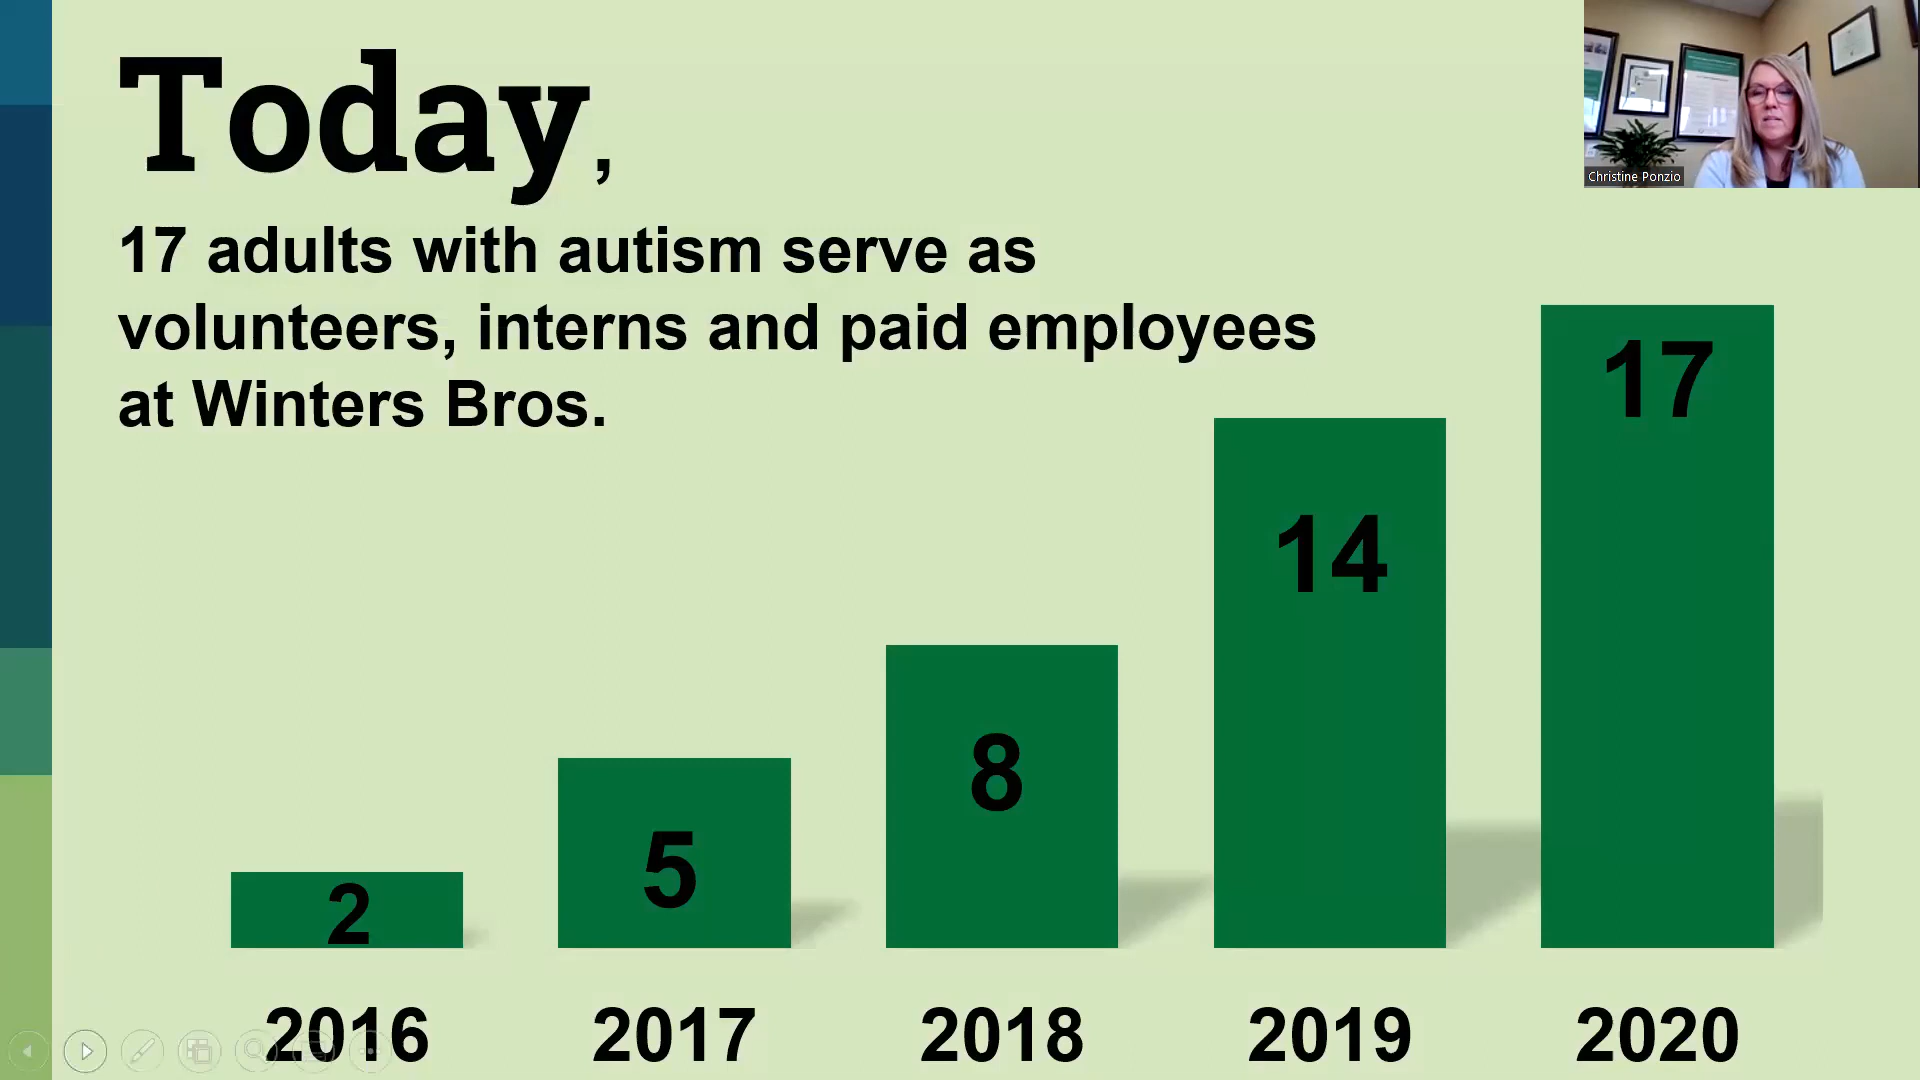 Today,
17 adults with autism serve as
volunteers, interns and paid employees
at Winters Bros.
Christine Ponzio
17
14
8
5
2
2016
2017
2018
2019
2020